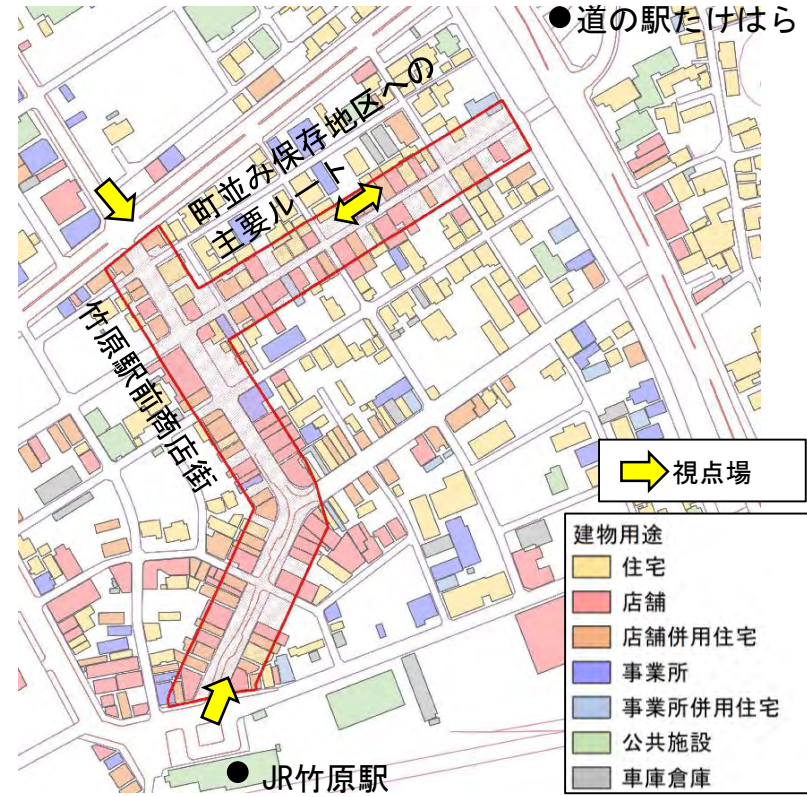 ●道の駅たけはら
町並み保存地区への
主要ルート
竹原駅前商店街
視点場
建物用途
住宅
店舗
店舗併用住宅
事業所
事業所併用住宅
公共施設
車庫倉庫
●JR竹原駅